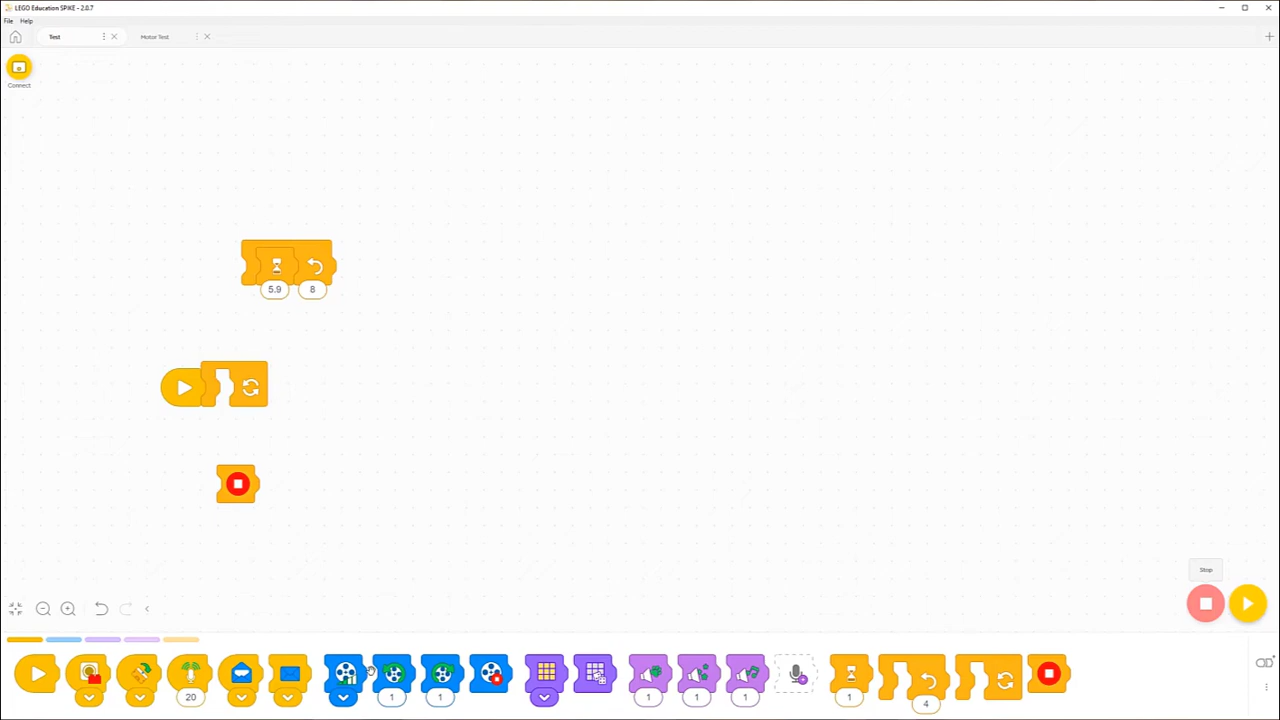 LEGO Education SPIKE - 2.0.7
File Help
Test
Motor Test
Connect
5.9 8
Stop
20 1 1 1 1 1 1
4